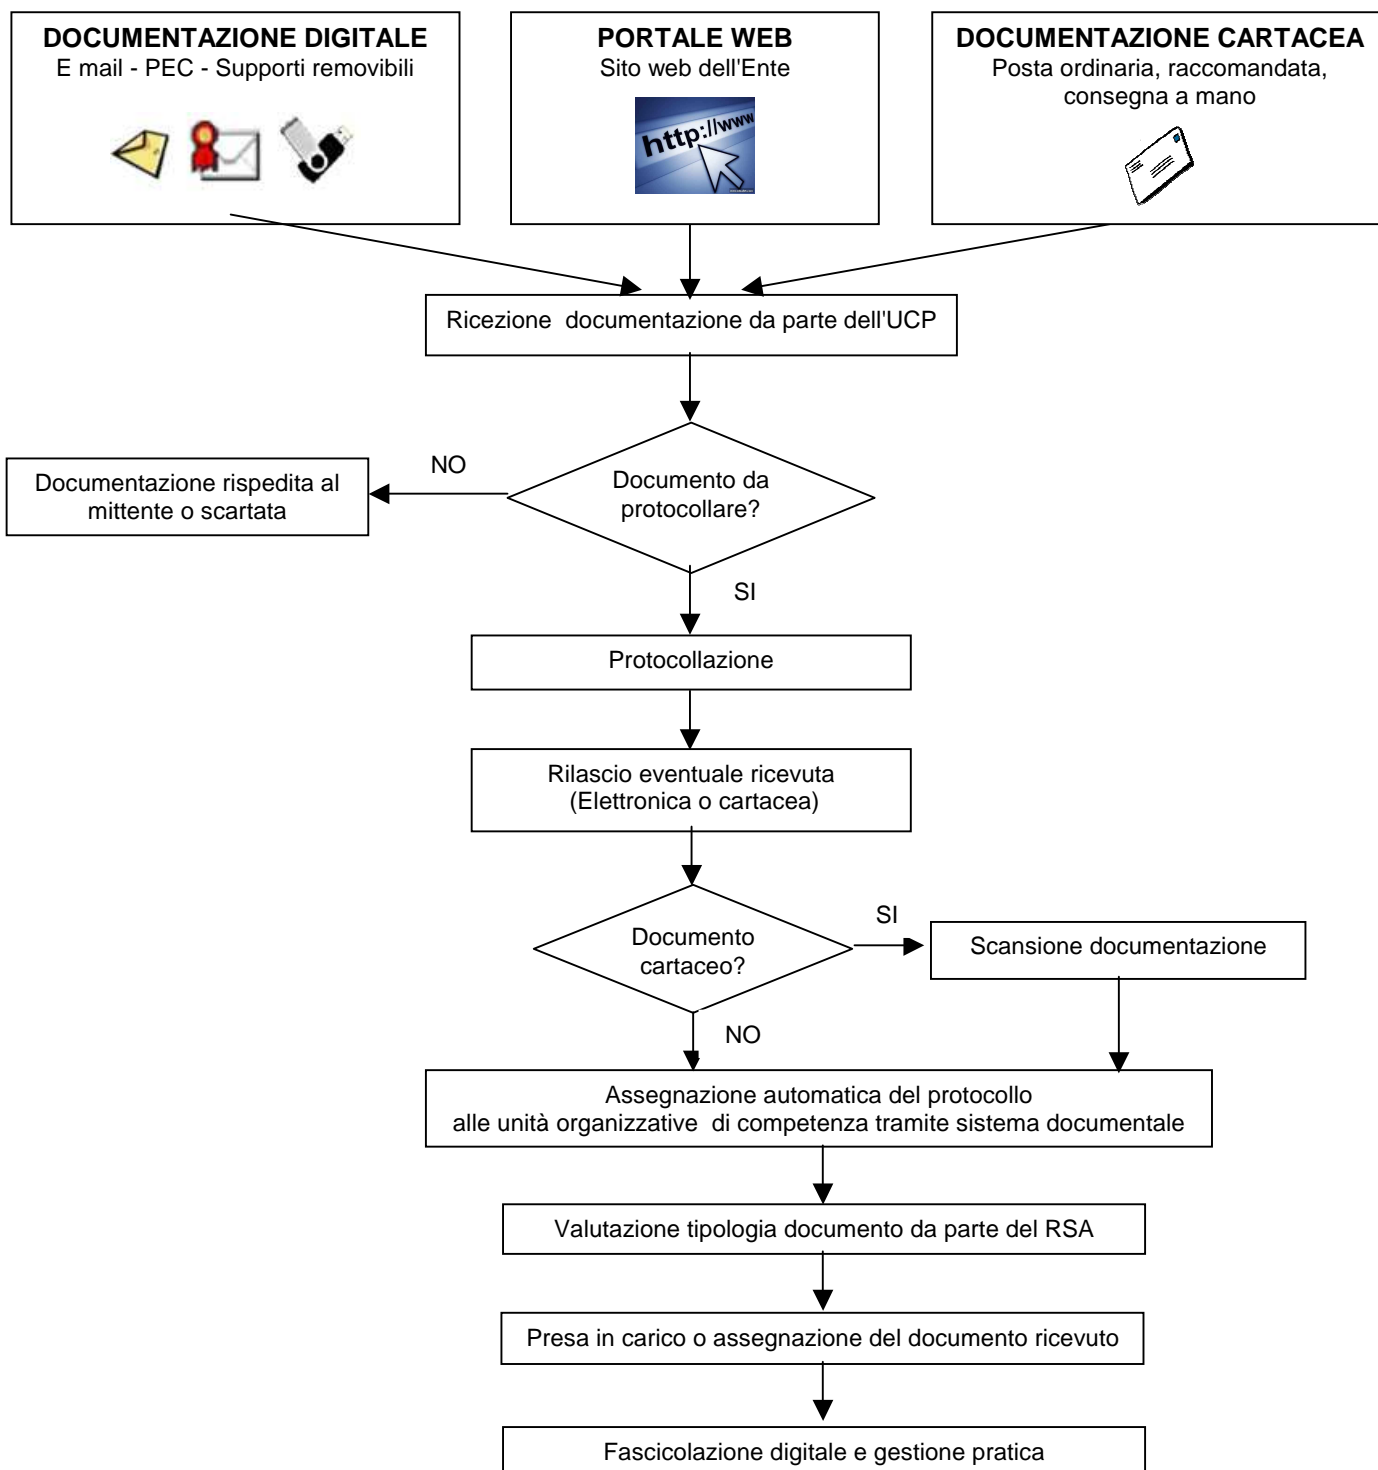 DOCUMENTAZIONE DIGITALE
E mail - PEC - Supporti removibili
PORTALE WEB
Sito web dell'Ente
http://www
DOCUMENTAZIONE CARTACEA
Posta ordinaria, raccomandata,
consegna a mano
Ricezione documentazione da parte dell'UCP
Documento da
protocollare?
NO
Documentazione rispedita al
mittente o scartata
SI
Protocollazione
Rilascio eventuale ricevuta
(Elettronica o cartacea)
Documento
cartaceo?
SI
Scansione documentazione
NO
Assegnazione automatica del protocollo
alle unità organizzative di competenza tramite sistema documentale
Valutazione tipologia documento da parte del RSA
Presa in carico o assegnazione del documento ricevuto
Fascicolazione digitale e gestione pratica